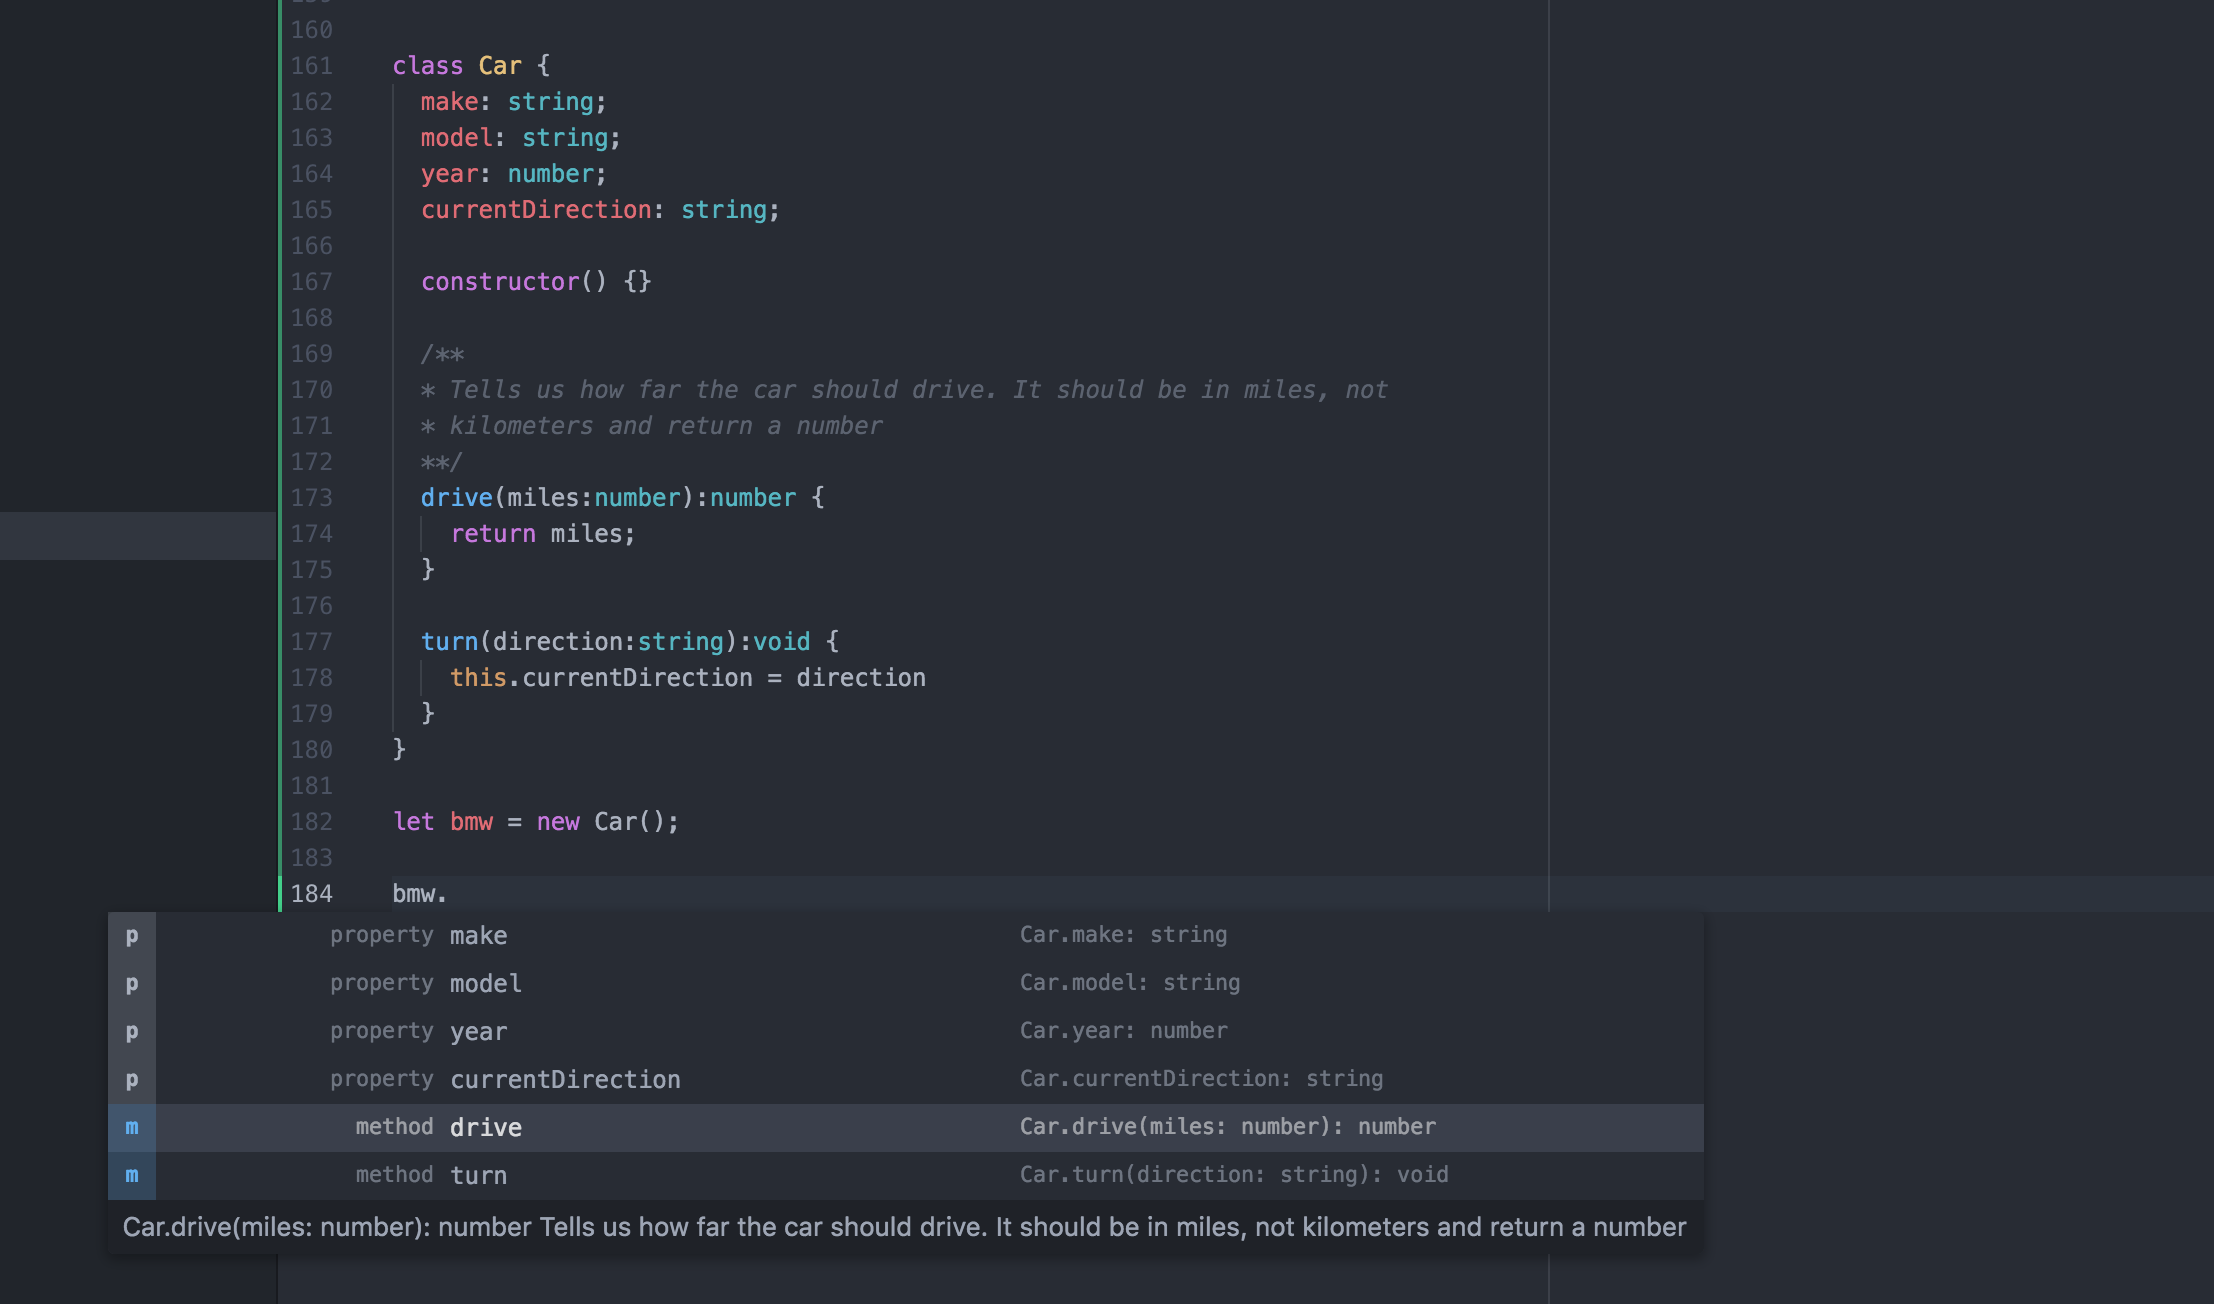 160
161 class Car {
162 make: string;
163 model: string;
164 year: number;
165 currentDirection: string;
166
167 constructor() {}
168
169 /**
170 * Tells us how far the car should drive. It should be in miles, not
171 * kilometers and return a number
172 **/
173 drive(miles:number):number {
174 return miles;
175 }
176
177 turn(direction:string):void {
178 this.currentDirection = direction
179 }
180 }
181
182 let bmw = new Car();
183
184 bmw.
p property make Car.make: string
p property model Car.model: string
p property year Car.year: number
p property currentDirection Car.currentDirection: string
m method drive Car.drive(miles: number): number
m method turn Car.turn(direction: string): void
Car.drive(miles: number): number Tells us how far the car should drive. It should be in miles, not kilometers and return a number